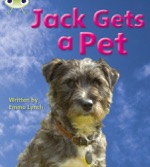 Jack Gets
a Pet
Written by
Emma Lynch